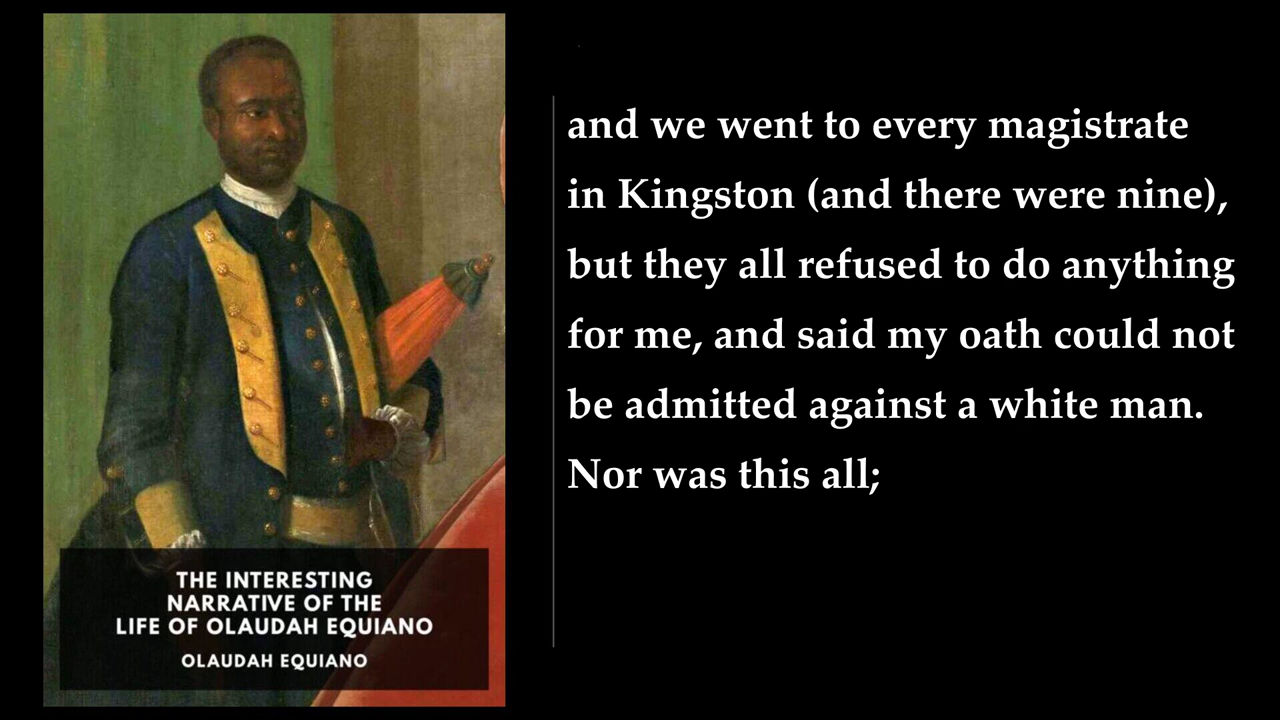 THE INTERESTING
NARRATIVE OF THE
LIFE OF OLAUDAH EQUIANO
OLAUDAH EQUIANO
and we went to every magistrate
in Kingston (and there were nine),
but they all refused to do anything
for me, and said my oath could not
be admitted against a white man.
Nor was this all;